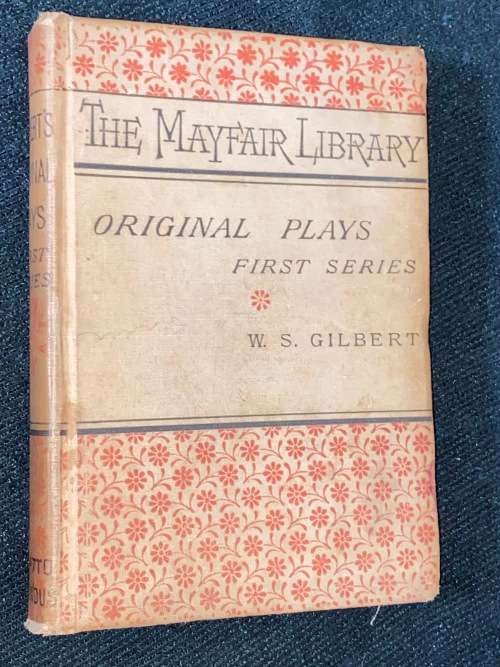 THE MAYFAIR LIBRARY
ORIGINAL PLAYS
FIRST SERIES
W. S. GILBERT